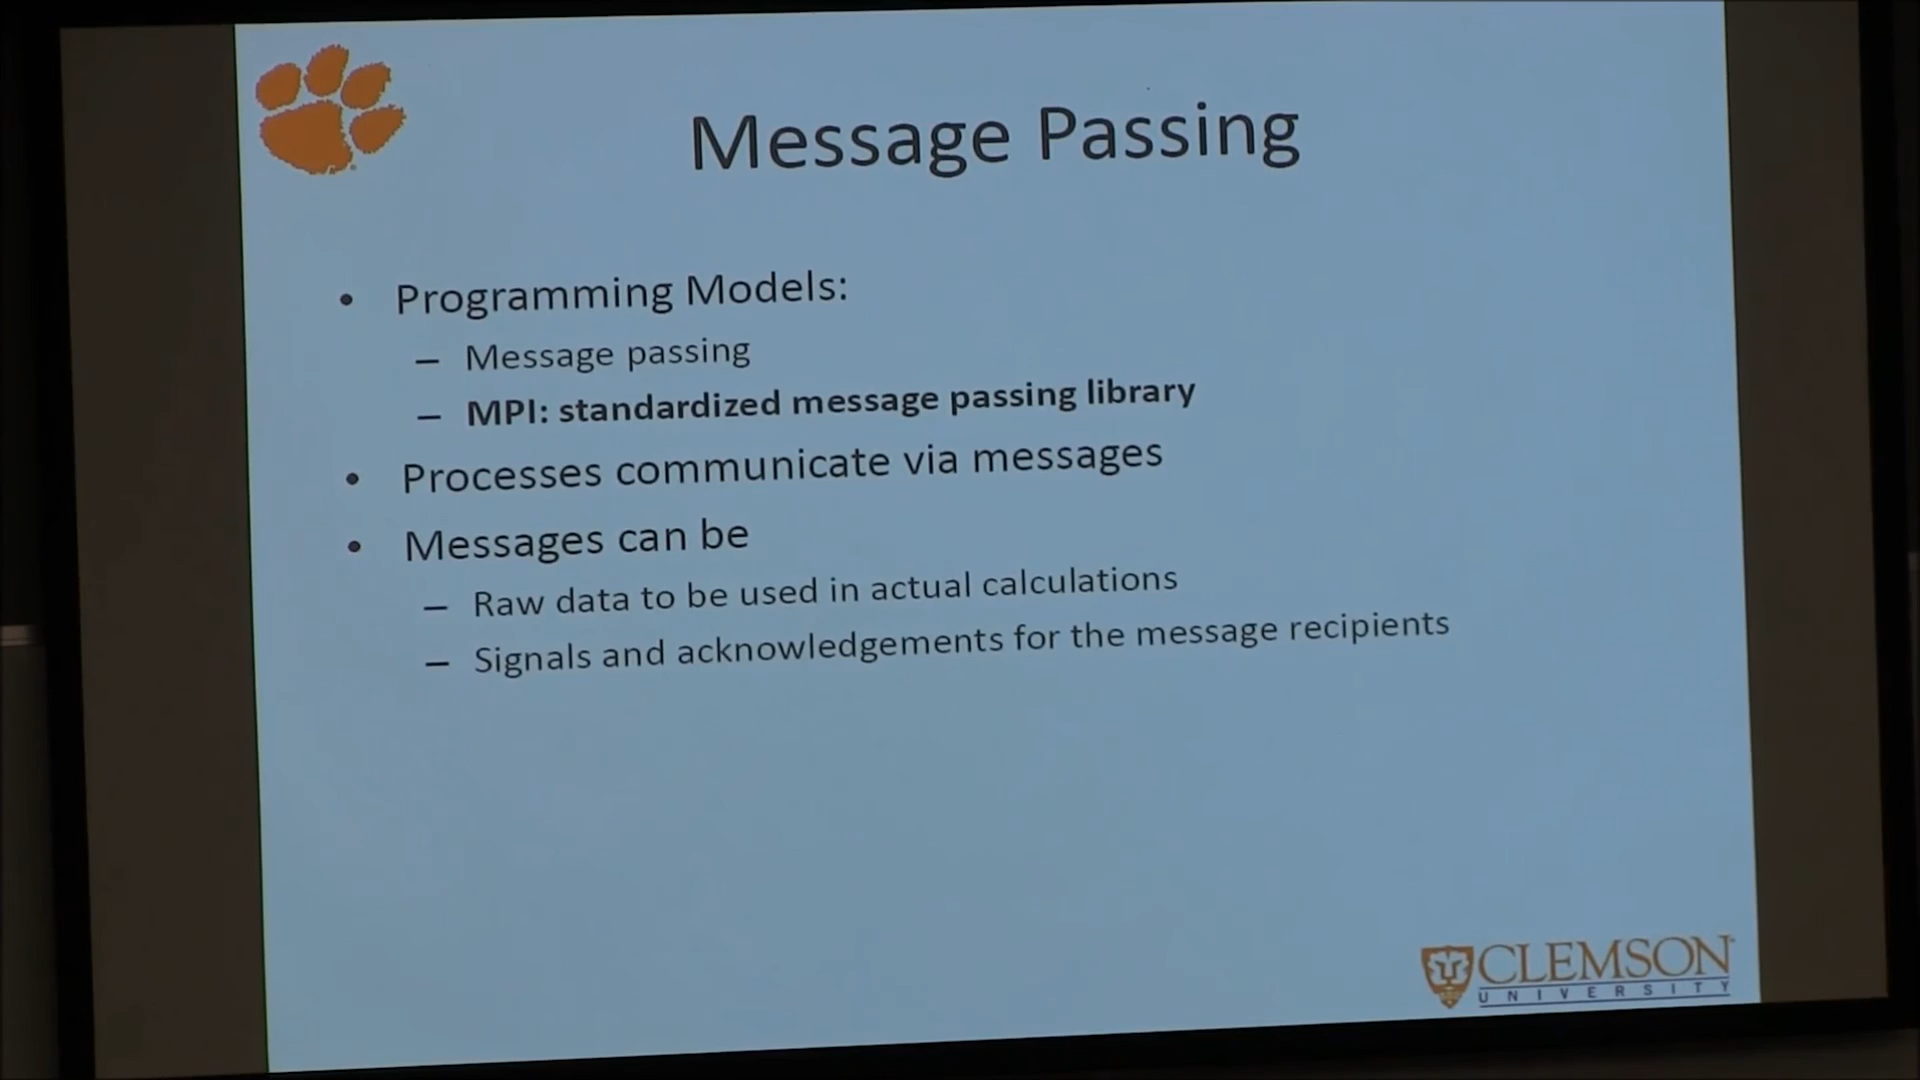 Message Passing
• Programming Models:
– Message passing
– MPI: standardized message passing library
• Processes communicate via messages
• Messages can be
– Raw data to be used in actual calculations
– Signals and acknowledgements for the message recipients
CLEMSON
UNIVERSITY